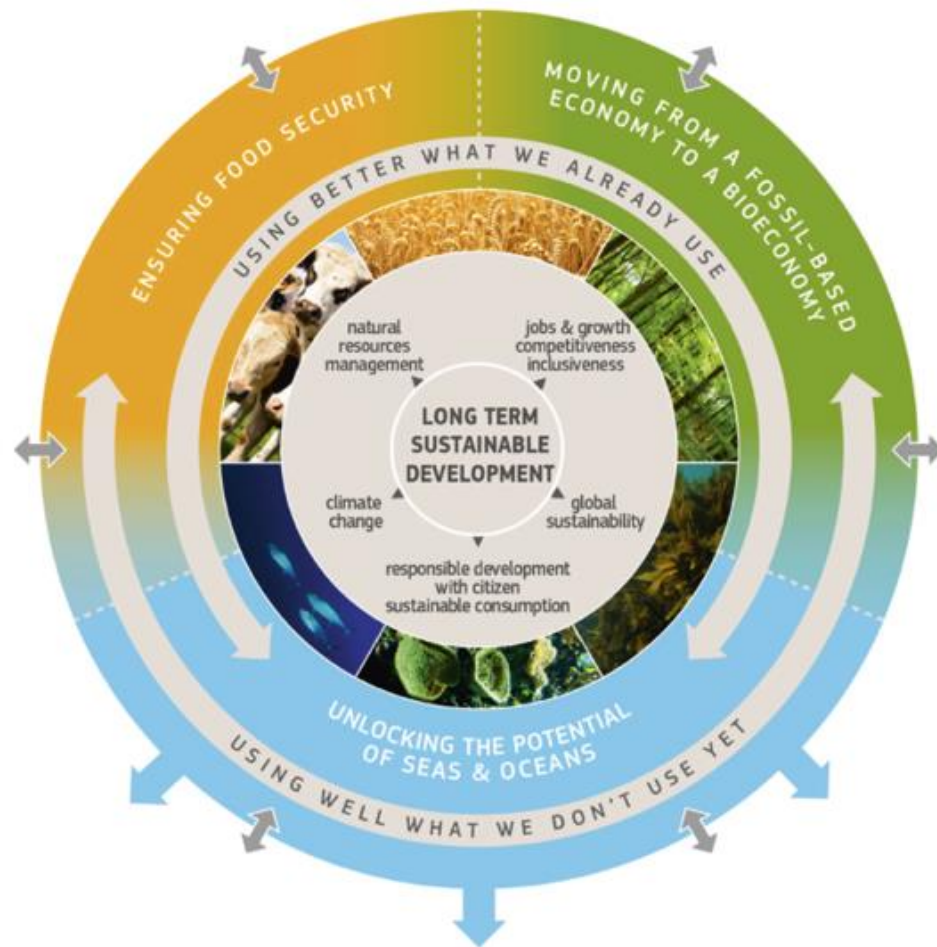 ENSURING FOOD SECURITY
MOVING FROM A FOSSIL-BASED
ECONOMY TO A BIOECONOMY
USING BETTER WHAT WE ALREADY USE
natural
resources
management
jobs & growth
competitiveness
inclusiveness
LONG TERM
SUSTAINABLE
DEVELOPMENT
climate
change
global
sustainability
responsible development
with citizen
sustainable consumption
UNLOCKING THE POTENTIAL
OF SEAS & OCEANS
USING WELL WHAT WE DON'T USE YET